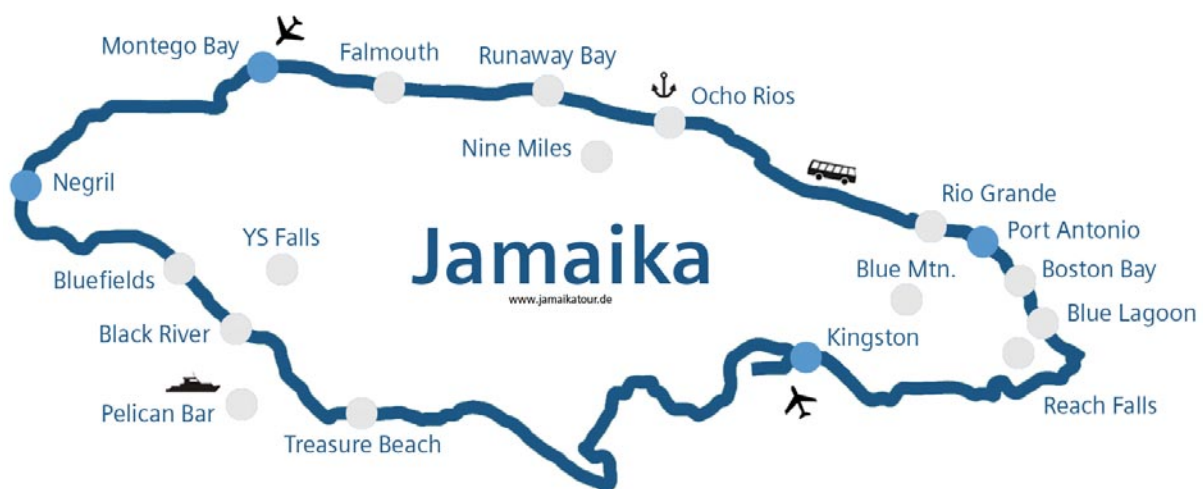 Montego Bay
Falmouth
Runaway Bay
Ocho Rios
Nine Miles
Negril
Rio Grande
YS Falls
Jamaika
Port Antonio
www.jamaikatour.de
Blue Mtn.
Boston Bay
Bluefields
Blue Lagoon
Black River
Kingston
Pelican Bar
Reach Falls
Treasure Beach